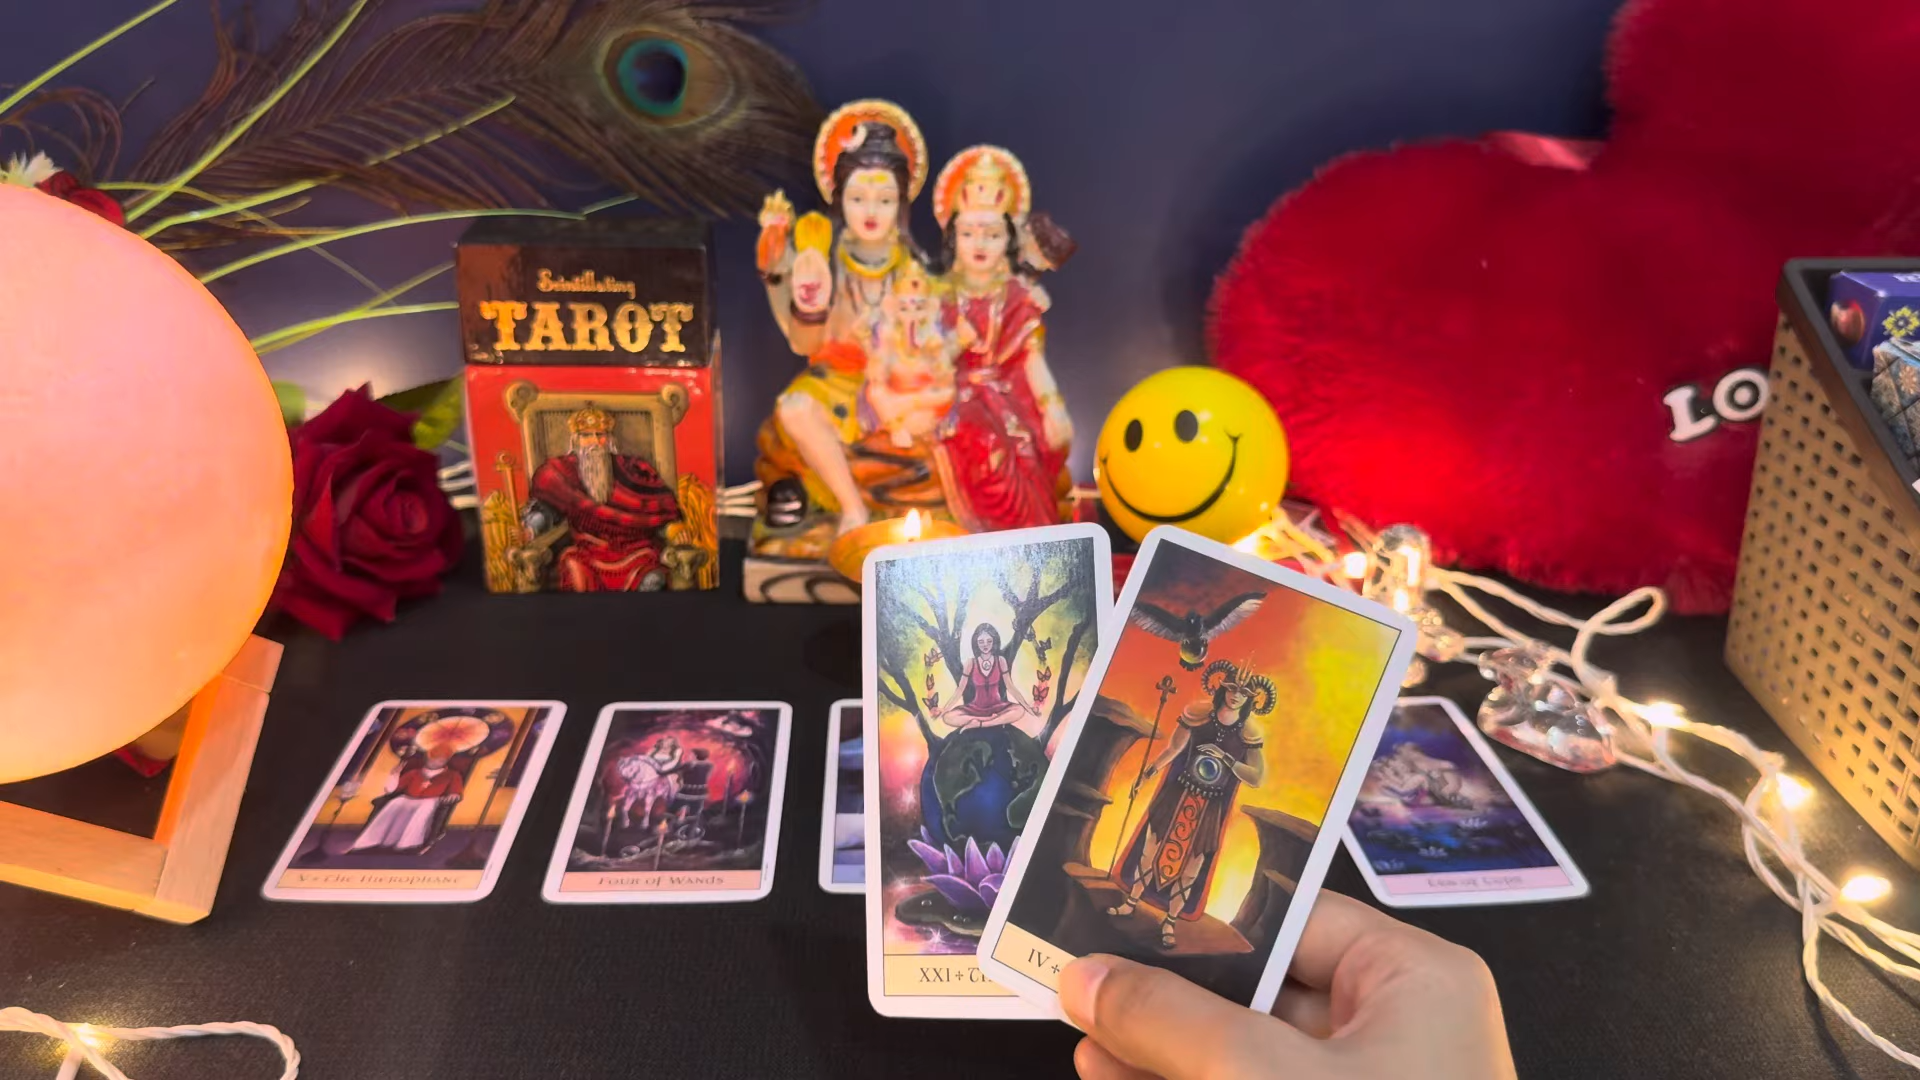 Scintillating
TAROT
LO
V + THE HIEROPHANT
FOUR OF WANDS
XXI + T
IV +